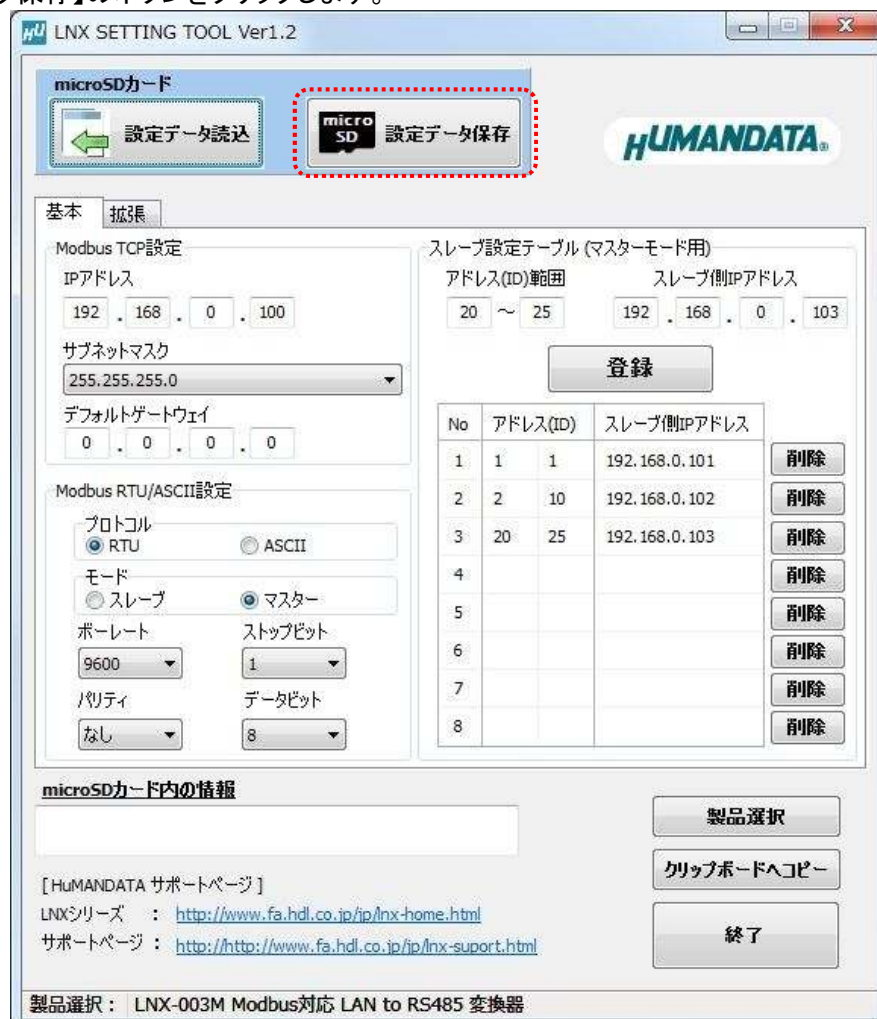 保存】のボタンをクリックします。
LNX SETTING TOOL Ver1.2
microSDカード
設定データ読込
micro SD 設定データ保存
HUMANDATA®
基本 拡張
Modbus TCP設定
IPアドレス
192 . 168 . 0 . 100
サブネットマスク
255.255.255.0
デフォルトゲートウェイ
0 . 0 . 0 . 0
Modbus RTU/ASCII設定
プロトコル
RTU ASCII
モード
スレーブ マスター
ボーレート ストップビット
9600 1
パリティ データビット
なし 8
スレーブ設定テーブル (マスターモード用)
アドレス(ID)範囲 スレーブ側IPアドレス
20 ～ 25 192 . 168 . 0 . 103
登録
No アドレス(ID) スレーブ側IPアドレス
1 1 1 192.168.0.101 削除
2 2 10 192.168.0.102 削除
3 20 25 192.168.0.103 削除
4 削除
5 削除
6 削除
7 削除
8 削除
microSDカード内の情報
製品選択
クリップボードへコピー
終了
[ HuMANDATA サポートページ ]
LNXシリーズ : http://www.fa.hdl.co.jp/jp/lnx-home.html
サポートページ : http://http://www.fa.hdl.co.jp/jp/lnx-suport.html
製品選択 : LNX-003M Modbus対応 LAN to RS485 変換器